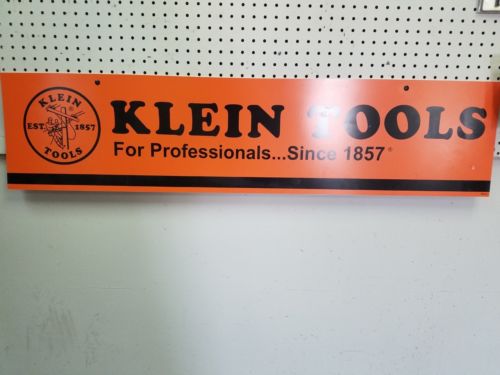 KLEIN
EST. 1857
TOOLS
KLEIN TOOLS
For Professionals...Since 1857®